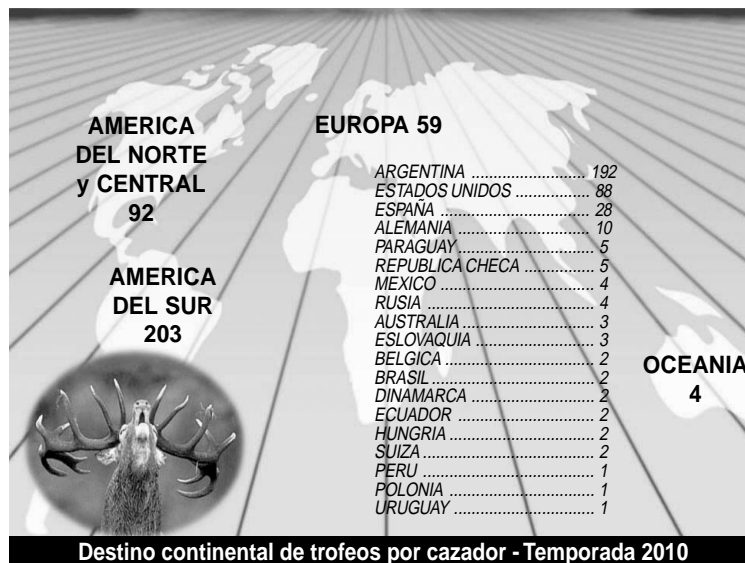 AMERICA
DEL NORTE
y CENTRAL
92
EUROPA 59
AMERICA
DEL SUR
203
ARGENTINA .......................... 192
ESTADOS UNIDOS ................. 88
ESPAÑA .................................. 28
ALEMANIA .............................. 10
PARAGUAY ............................... 5
REPUBLICA CHECA ................ 5
MEXICO .................................... 4
RUSIA ....................................... 4
AUSTRALIA .............................. 3
ESLOVAQUIA ........................... 3
BELGICA ................................... 2
BRASIL ...................................... 2
DINAMARCA ............................ 2
ECUADOR ................................ 2
HUNGRIA .................................. 2
SUIZA ........................................ 2
PERU ........................................ 1
POLONIA .................................. 1
URUGUAY ................................ 1
OCEANIA
4
Destino continental de trofeos por cazador - Temporada 2010